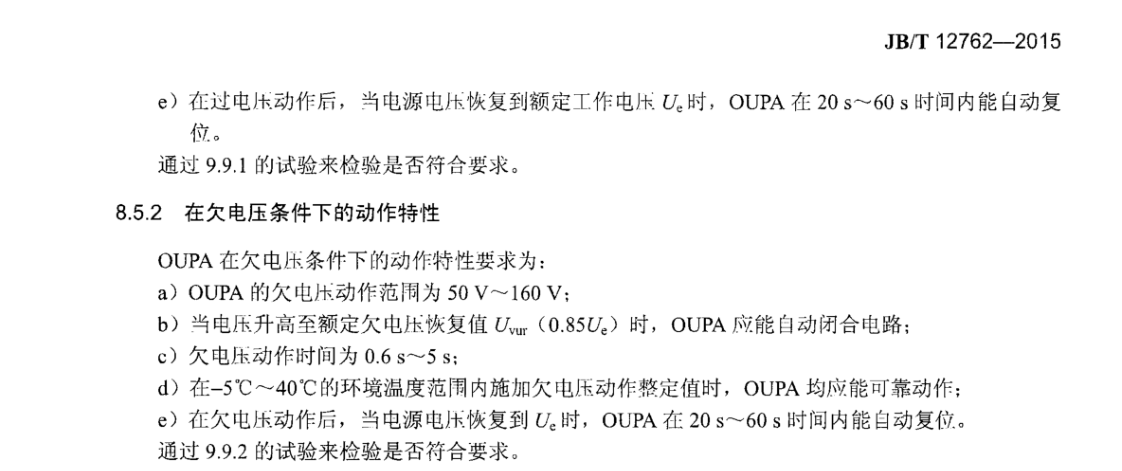 JB/T 12762—2015
e）在过电压动作后，当电源电压恢复到额定工作电压 Ue时，OUPA 在 20 s～60 s 时间内能自动复
位。
通过 9.9.1 的试验来检验是否符合要求。
8.5.2 在欠电压条件下的动作特性
OUPA 在欠电压条件下的动作特性要求为：
a）OUPA 的欠电压动作范围为 50 V～160 V；
b）当电压升高至额定欠电压恢复值 Uvur（0.85Ue）时，OUPA 应能自动闭合电路；
c）欠电压动作时间为 0.6 s～5 s；
d）在–5℃～40℃的环境温度范围内施加欠电压动作整定值时，OUPA 均应能可靠动作；
e）在欠电压动作后，当电源电压恢复到 Ue时，OUPA 在 20 s～60 s 时间内能自动复位。
通过 9.9.2 的试验来检验是否符合要求。